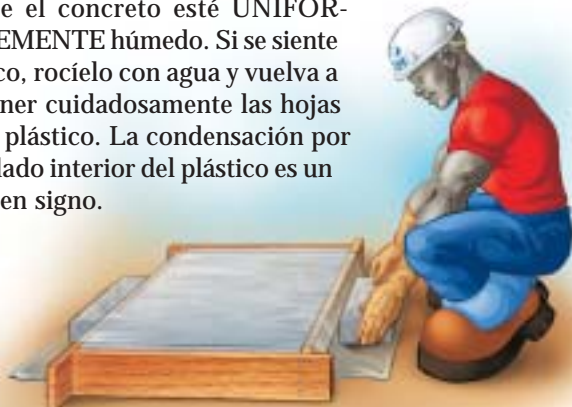 e el concreto esté UNIFOR-
EMENTE húmedo. Si se siente
co, rocíelo con agua y vuelva a
ner cuidadosamente las hojas
plástico. La condensación por
lado interior del plástico es un
en signo.